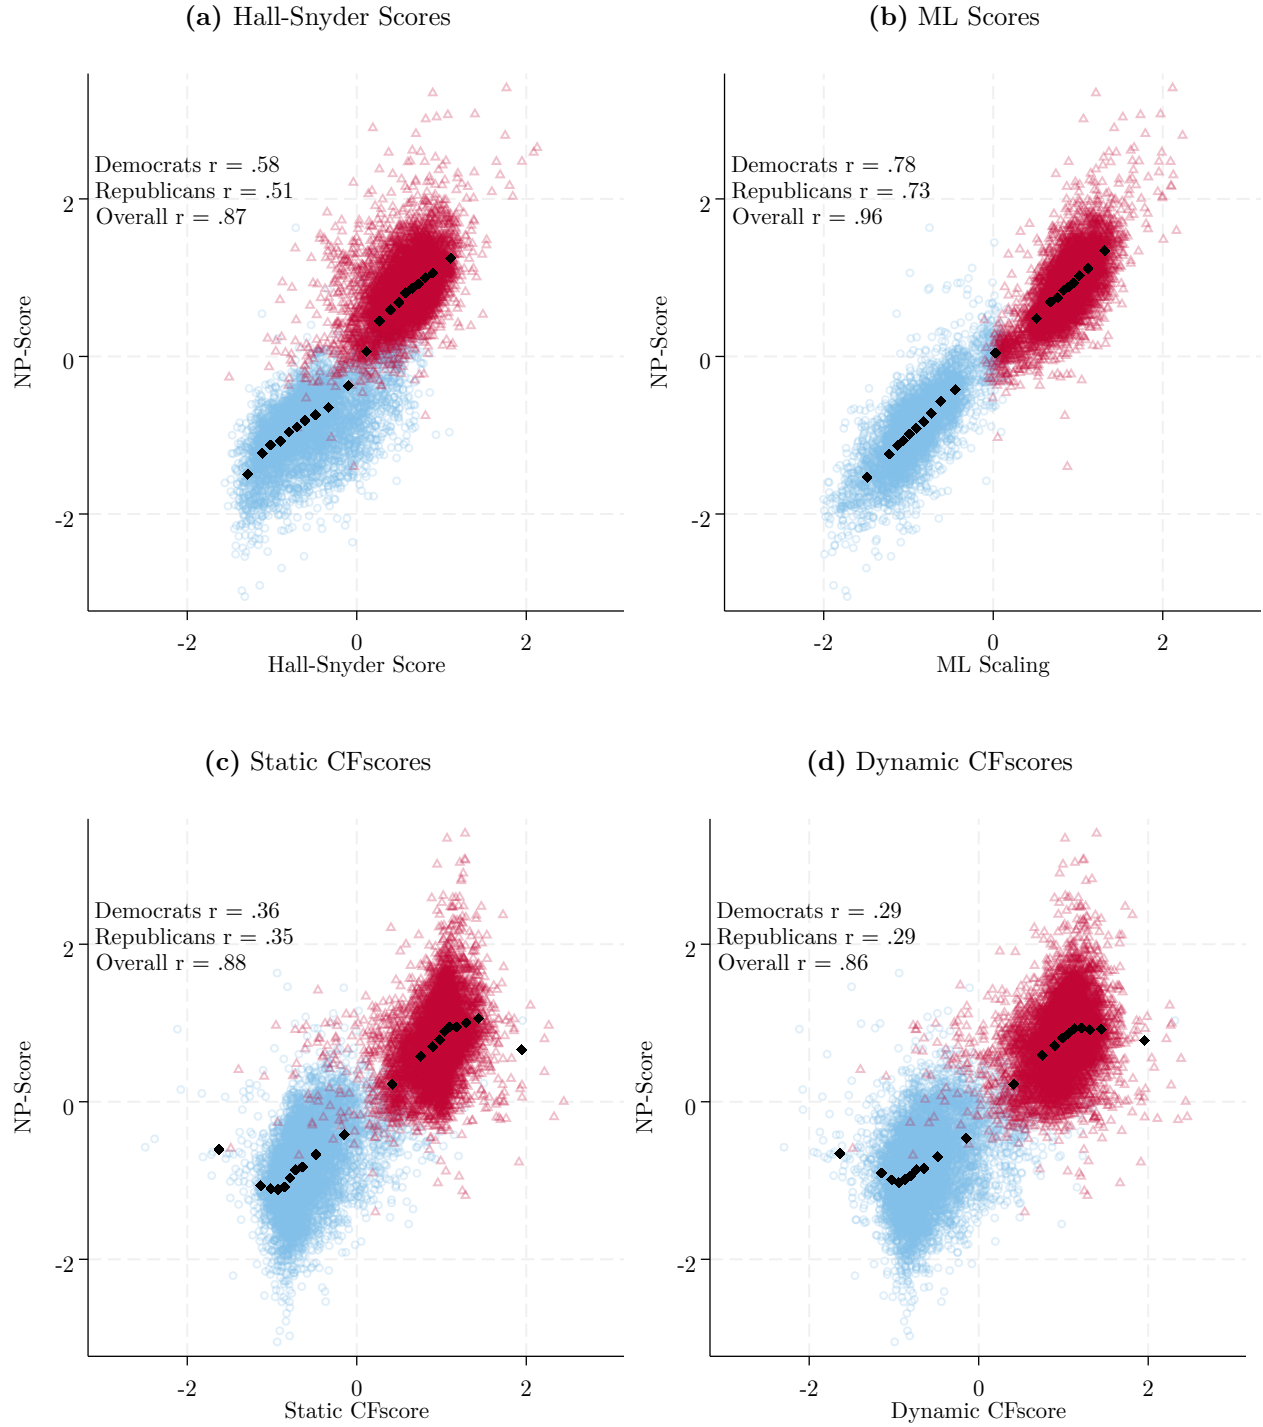 (a) Hall-Snyder Scores
Democrats r = .58
Republicans r = .51
Overall r = .87
2
0
-2
NP-Score
-2 0 2
Hall-Snyder Score
(b) ML Scores
Democrats r = .78
Republicans r = .73
Overall r = .96
2
0
-2
NP-Score
-2 0 2
ML Scaling
(c) Static CFscores
Democrats r = .36
Republicans r = .35
Overall r = .88
2
0
-2
NP-Score
-2 0 2
Static CFscore
(d) Dynamic CFscores
Democrats r = .29
Republicans r = .29
Overall r = .86
2
0
-2
NP-Score
-2 0 2
Dynamic CFscore